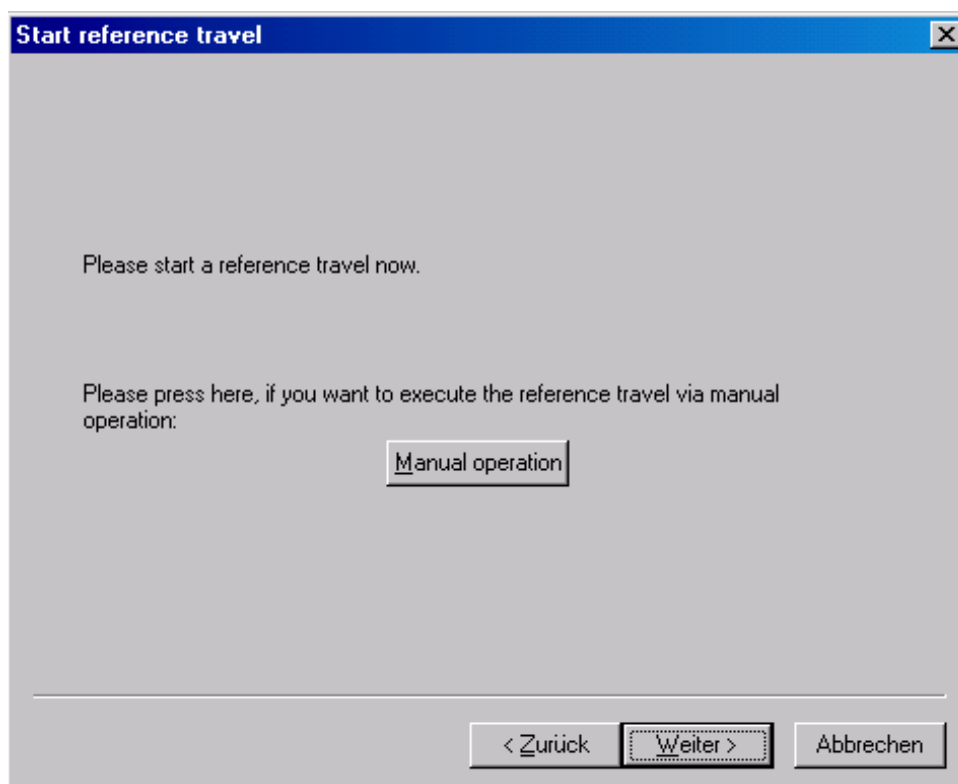 Start reference travel
Please start a reference travel now.
Please press here, if you want to execute the reference travel via manual
operation:
Manual operation
< Zurück Weiter > Abbrechen